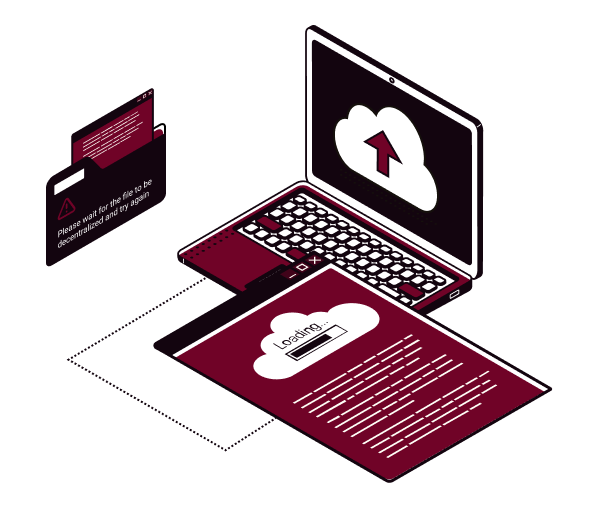 Please wait for the file to be
decentralized and try again
Loading...